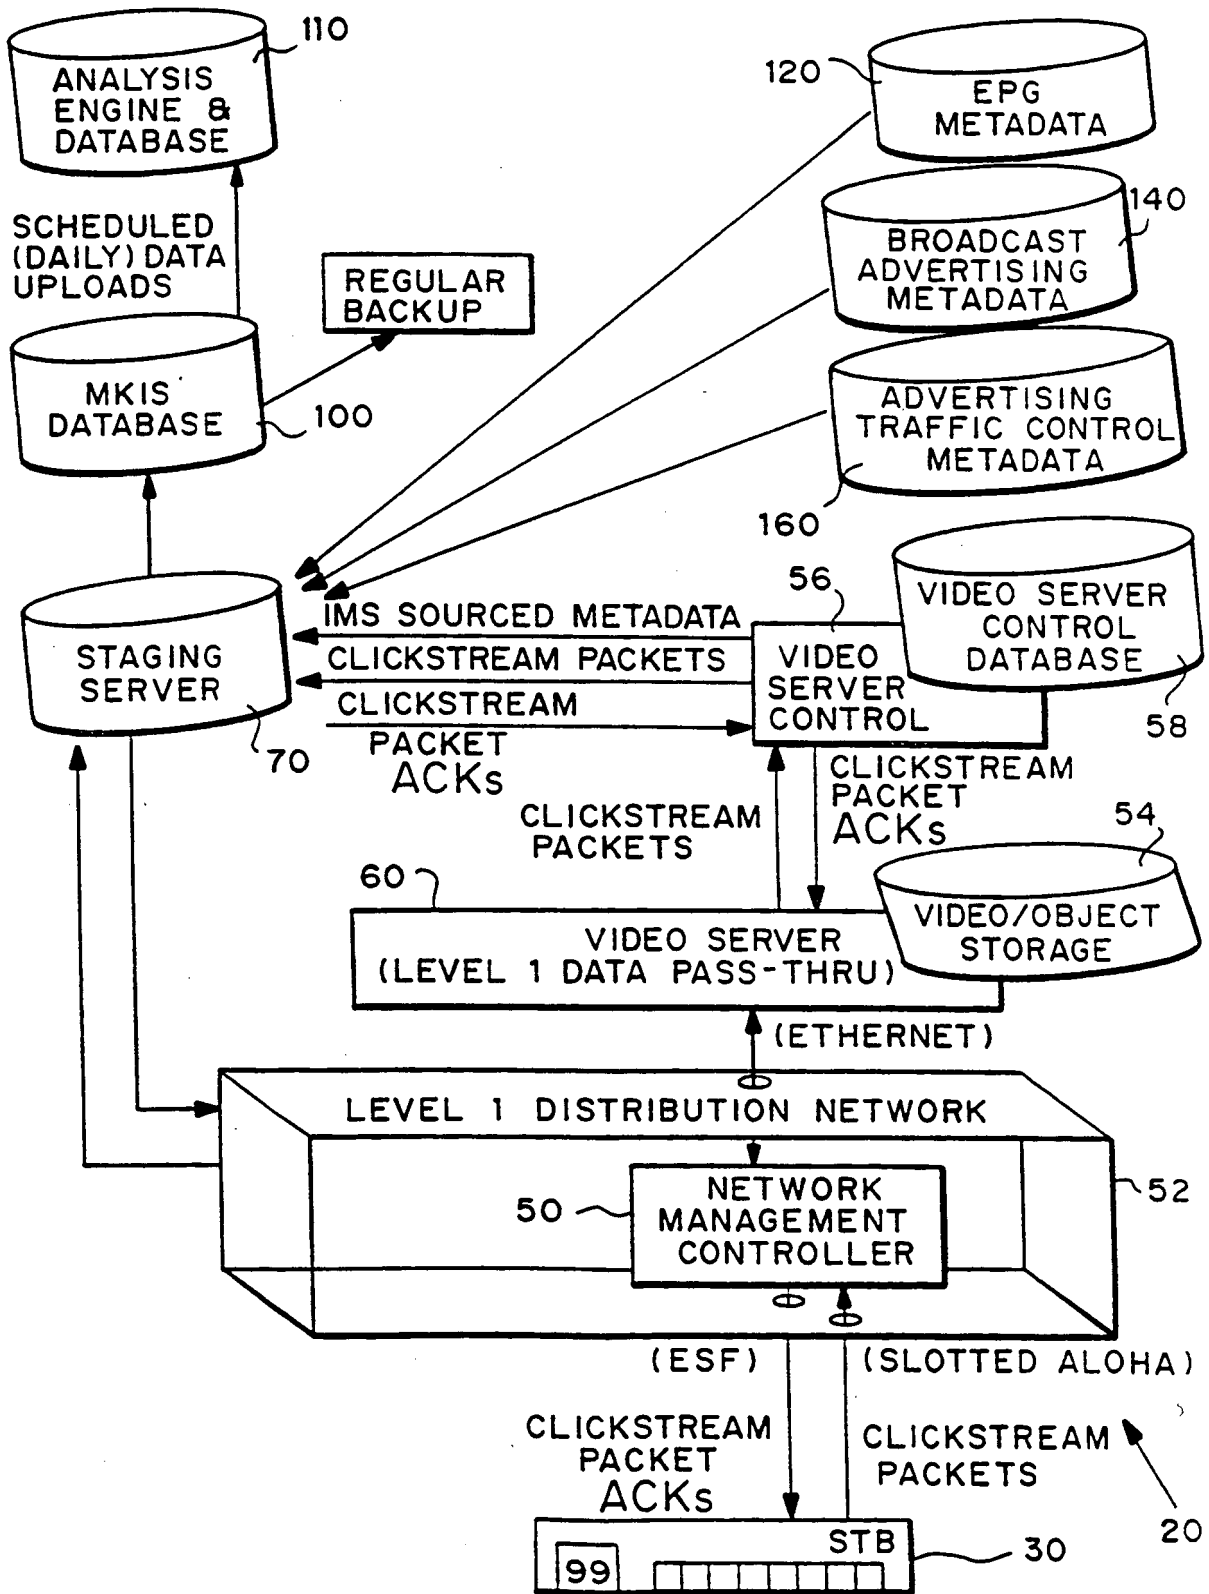 110
ANALYSIS
ENGINE &
DATABASE
SCHEDULED
(DAILY) DATA
UPLOADS
REGULAR
BACKUP
MKIS
DATABASE
100
120
EPG
METADATA
140
BROADCAST
ADVERTISING
METADATA
ADVERTISING
TRAFFIC CONTROL
METADATA
160
STAGING
SERVER
70
IMS SOURCED METADATA
CLICKSTREAM PACKETS
CLICKSTREAM
PACKET
ACKs
56
VIDEO
SERVER
CONTROL
VIDEO SERVER
CONTROL
DATABASE
58
CLICKSTREAM
PACKETS
CLICKSTREAM
PACKET
ACKs
54
VIDEO/OBJECT
STORAGE
60
VIDEO SERVER
(LEVEL 1 DATA PASS-THRU)
(ETHERNET)
LEVEL 1 DISTRIBUTION NETWORK
50
NETWORK
MANAGEMENT
CONTROLLER
52
(ESF)
(SLOTTED ALOHA)
CLICKSTREAM
PACKET
ACKs
CLICKSTREAM
PACKETS
20
STB
99
30